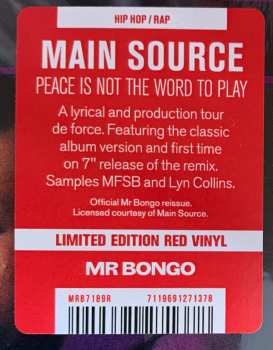 HIP HOP / RAP
MAIN SOURCE
PEACE IS NOT THE WORD TO PLAY
A lyrical and production tour
de force. Featuring the classic
album version and first time
on 7" release of the remix.
Samples MFSB and Lyn Collins.
Official Mr Bongo reissue.
Licensed courtesy of Main Source.
LIMITED EDITION RED VINYL
MR BONGO
MRB7189R 7119691271378